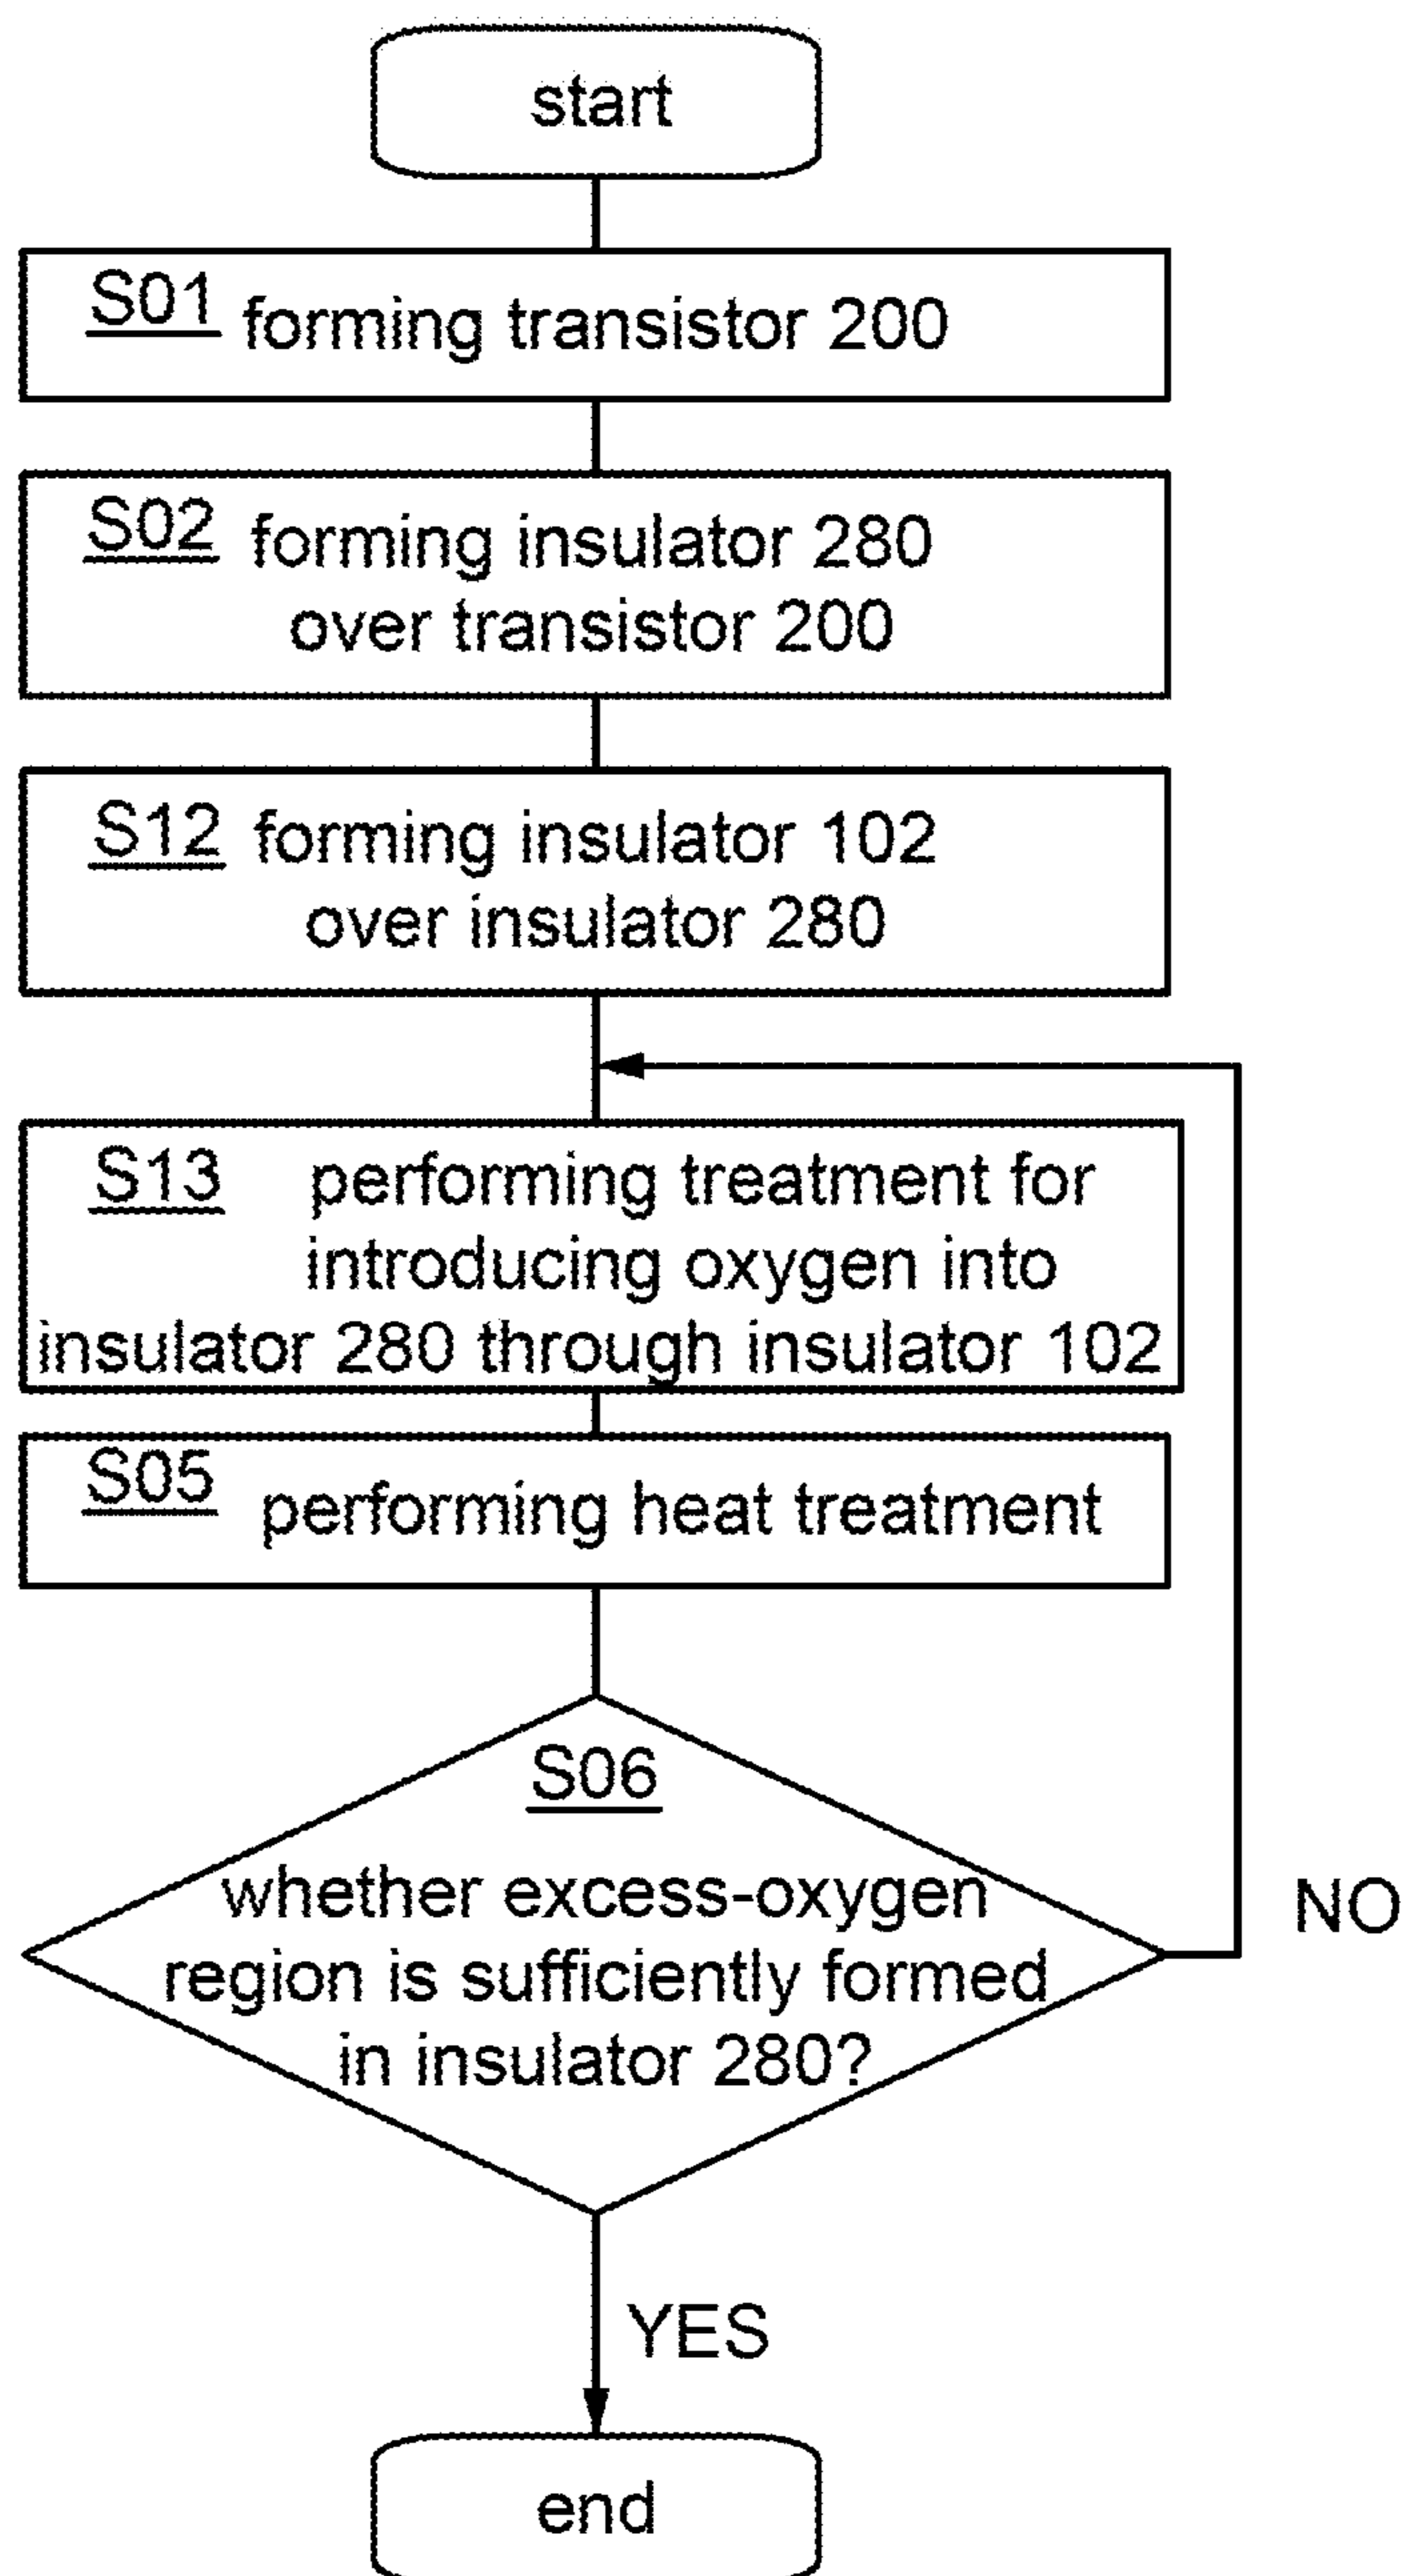 start
S01 forming transistor 200
S02 forming insulator 280
over transistor 200
S12 forming insulator 102
over insulator 280
S13 performing treatment for
introducing oxygen into
insulator 280 through insulator 102
S05 performing heat treatment
S06
whether excess-oxygen
region is sufficiently formed
in insulator 280?
NO
YES
end